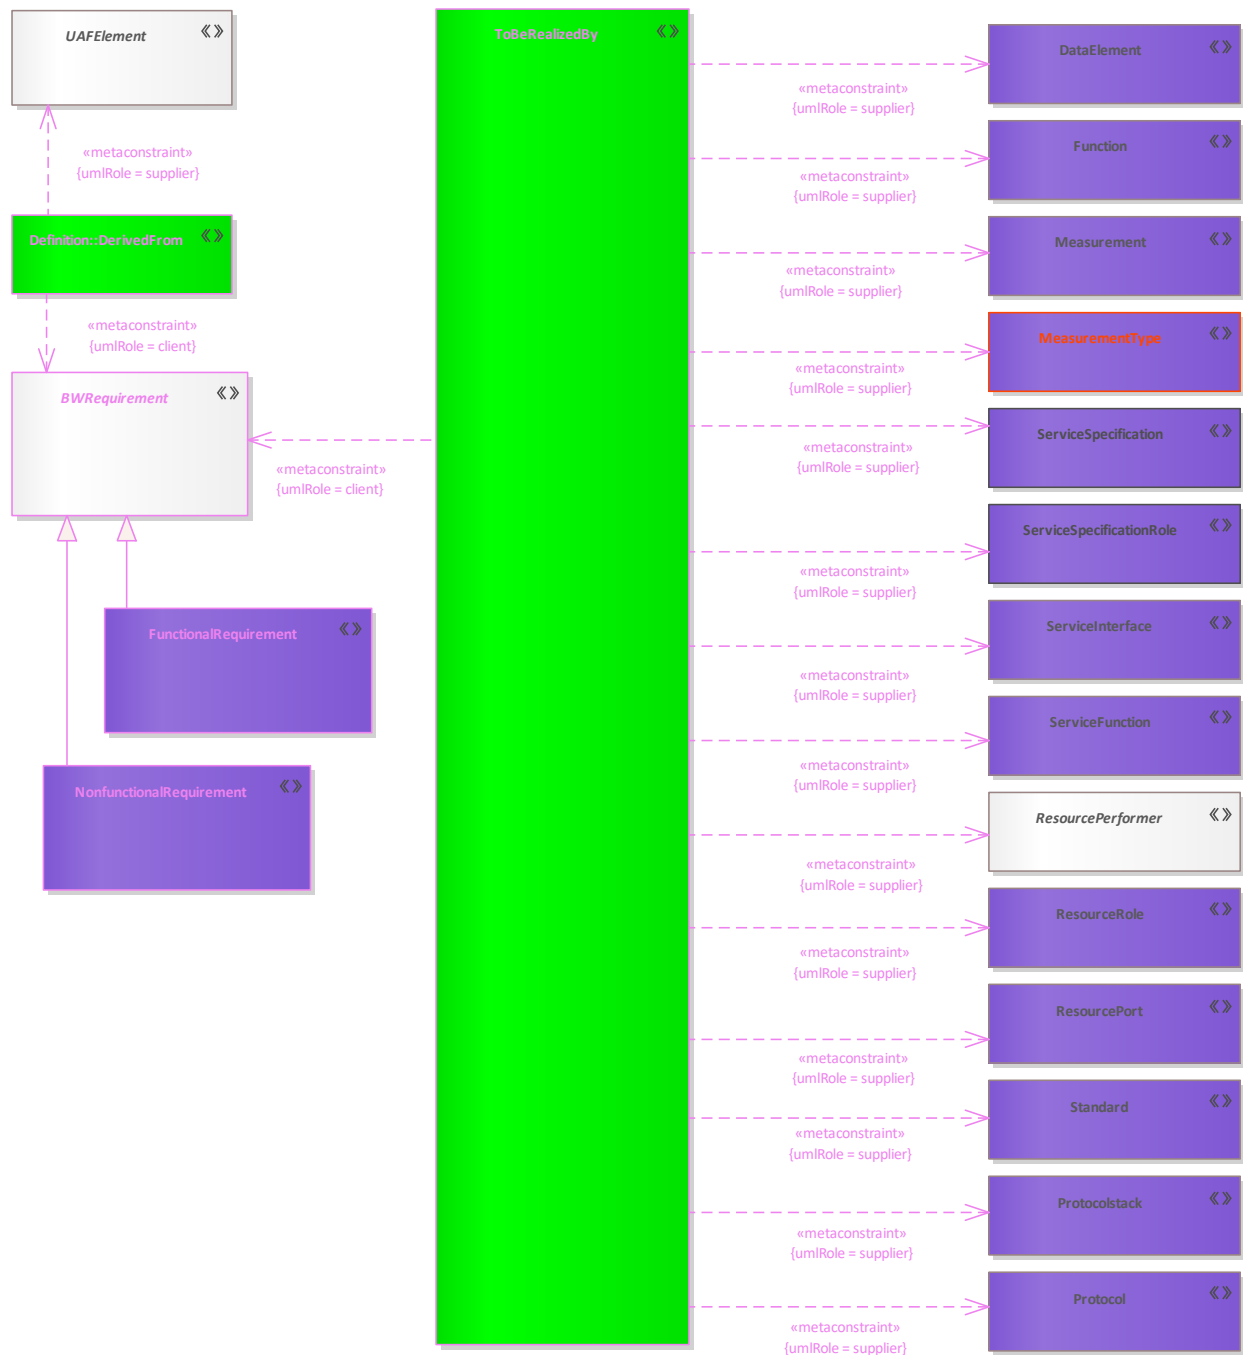 UAFElement
«»
«metaconstraint»
{umlRole = supplier}
Definition::DerivedFrom
«»
«metaconstraint»
{umlRole = client}
BWRequirement
«»
«metaconstraint»
{umlRole = client}
FunctionalRequirement
«»
NonfunctionalRequirement
«»
ToBeRealizedBy
«»
«metaconstraint»
{umlRole = supplier}
DataElement
«»
«metaconstraint»
{umlRole = supplier}
Function
«»
«metaconstraint»
{umlRole = supplier}
Measurement
«»
«metaconstraint»
{umlRole = supplier}
MeasurementType
«»
«metaconstraint»
{umlRole = supplier}
ServiceSpecification
«»
«metaconstraint»
{umlRole = supplier}
ServiceSpecificationRole
«»
«metaconstraint»
{umlRole = supplier}
ServiceInterface
«»
«metaconstraint»
{umlRole = supplier}
ServiceFunction
«»
«metaconstraint»
{umlRole = supplier}
ResourcePerformer
«»
«metaconstraint»
{umlRole = supplier}
ResourceRole
«»
«metaconstraint»
{umlRole = supplier}
ResourcePort
«»
«metaconstraint»
{umlRole = supplier}
Standard
«»
«metaconstraint»
{umlRole = supplier}
Protocolstack
«»
«metaconstraint»
{umlRole = supplier}
Protocol
«»